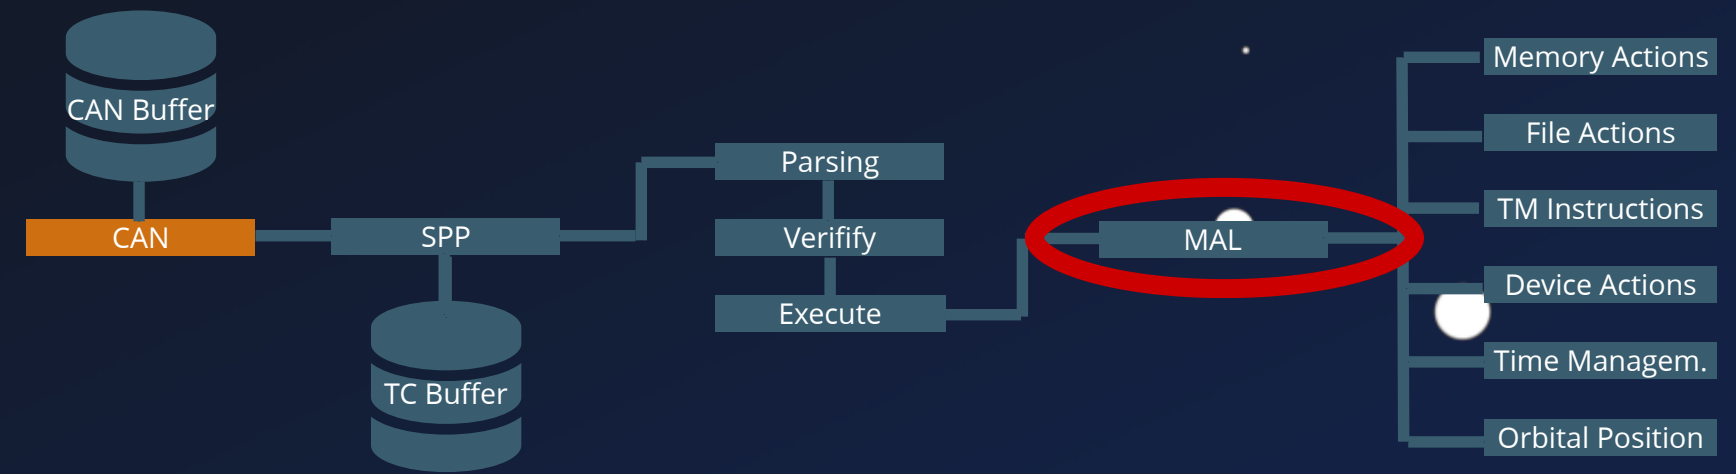 CAN Buffer
CAN
SPP
TC Buffer
Parsing
Verifify
Execute
MAL
Memory Actions
File Actions
TM Instructions
Device Actions
Time Managem.
Orbital Position